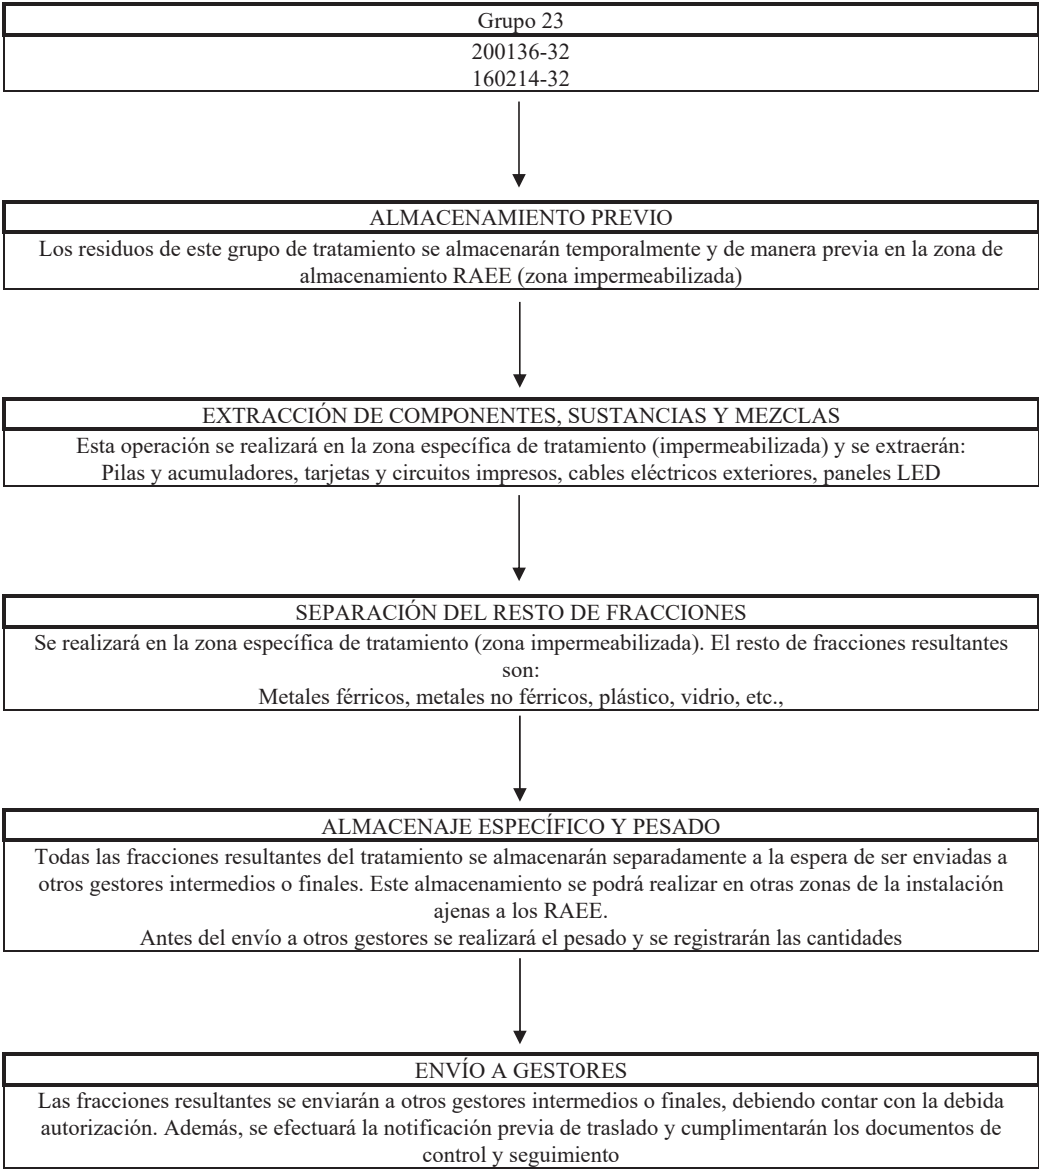 Grupo 23
200136-32
160214-32
ALMACENAMIENTO PREVIO
Los residuos de este grupo de tratamiento se almacenarán temporalmente y de manera previa en la zona de
almacenamiento RAEE (zona impermeabilizada)
EXTRACCIÓN DE COMPONENTES, SUSTANCIAS Y MEZCLAS
Esta operación se realizará en la zona específica de tratamiento (impermeabilizada) y se extraerán:
Pilas y acumuladores, tarjetas y circuitos impresos, cables eléctricos exteriores, paneles LED
SEPARACIÓN DEL RESTO DE FRACCIONES
Se realizará en la zona específica de tratamiento (zona impermeabilizada). El resto de fracciones resultantes
son:
Metales férricos, metales no férricos, plástico, vidrio, etc.,
ALMACENAJE ESPECÍFICO Y PESADO
Todas las fracciones resultantes del tratamiento se almacenarán separadamente a la espera de ser enviadas a
otros gestores intermedios o finales. Este almacenamiento se podrá realizar en otras zonas de la instalación
ajenas a los RAEE.
Antes del envío a otros gestores se realizará el pesado y se registrarán las cantidades
ENVÍO A GESTORES
Las fracciones resultantes se enviarán a otros gestores intermedios o finales, debiendo contar con la debida
autorización. Además, se efectuará la notificación previa de traslado y cumplimentarán los documentos de
control y seguimiento